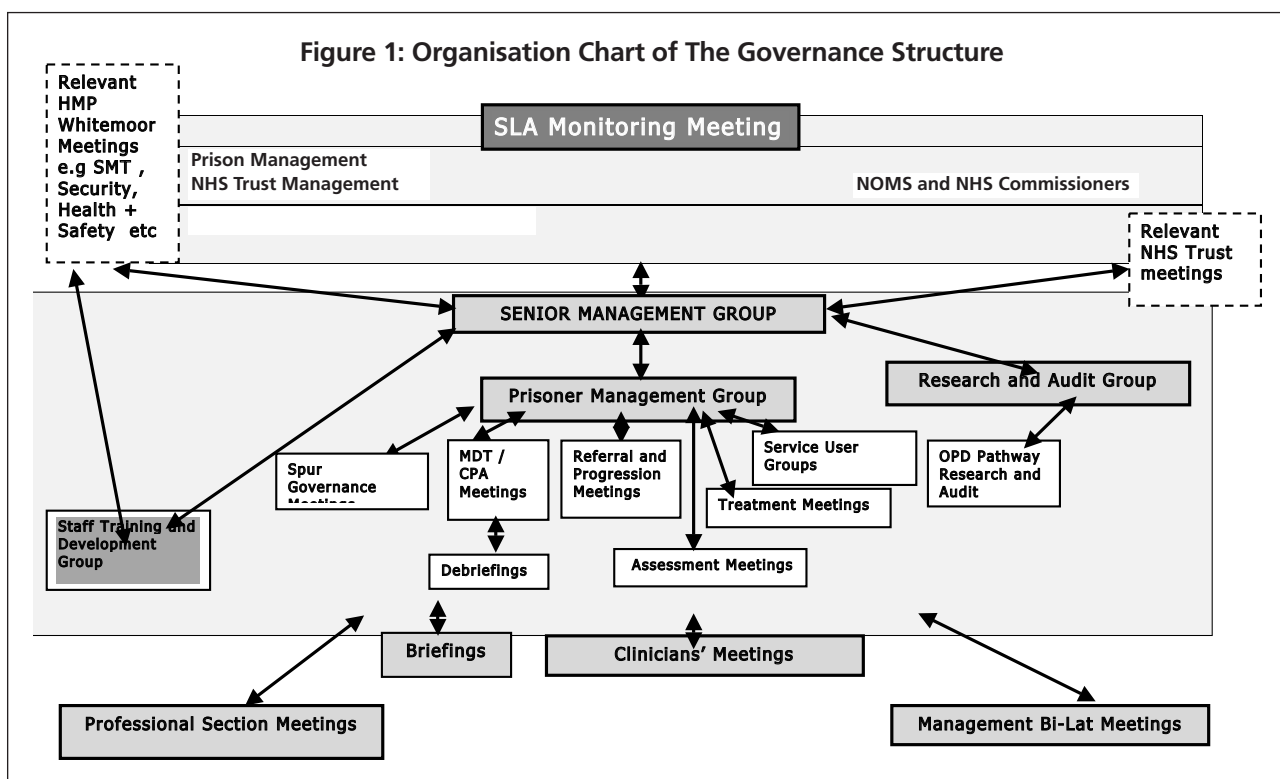 Figure 1: Organisation Chart of The Governance Structure
Relevant
HMP
Whitemoor
Meetings
e.g SMT ,
Security,
Health +
Safety etc
SLA Monitoring Meeting
Prison Management
NHS Trust Management
NOMS and NHS Commissioners
Relevant
NHS Trust
meetings
SENIOR MANAGEMENT GROUP
Research and Audit Group
Prisoner Management Group
Spur
Governance
Meetings
MDT /
CPA
Meetings
Referral and
Progression
Meetings
Service User
Groups
OPD Pathway
Research and
Audit
Treatment Meetings
Staff Training and
Development
Group
Debriefings
Assessment Meetings
Briefings
Clinicians' Meetings
Professional Section Meetings
Management Bi-Lat Meetings